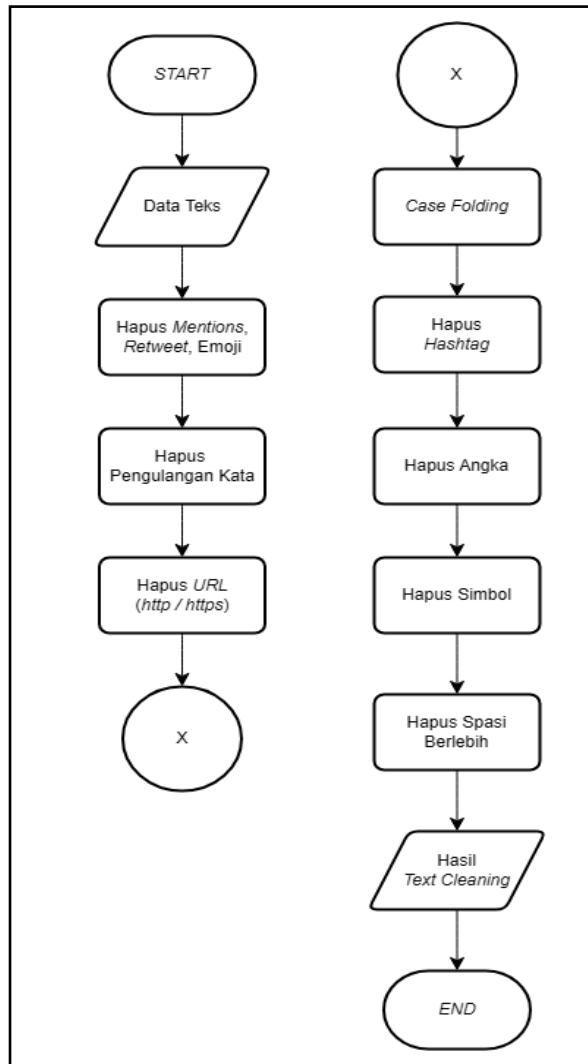 START
Data Teks
Hapus Mentions,
Retweet, Emoji
Hapus
Pengulangan Kata
Hapus URL
(http / https)
X
X
Case Folding
Hapus
Hashtag
Hapus Angka
Hapus Simbol
Hapus Spasi
Berlebih
Hasil
Text Cleaning
END